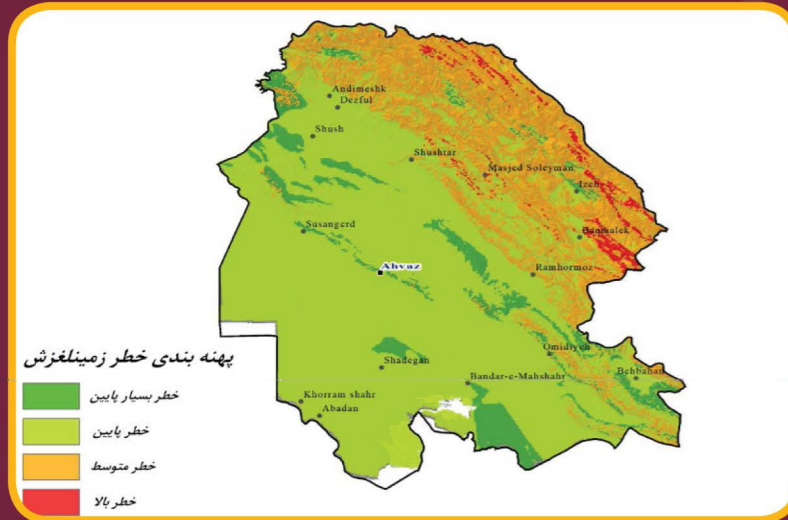 Andimeshk
Dezful
Shush
Shushtar
Masjed Soleyman
Izeh
Susangerd
Baghmalek
Ahvaz
Ramhormoz
پهنه بندی خطر زمینلغزش
Omidiyeh
Shadegan
Behbahan
Bandar-e-Mahshahr
خطر بسیار پایین
Khorram shahr
Abadan
خطر پایین
خطر متوسط
خطر بالا